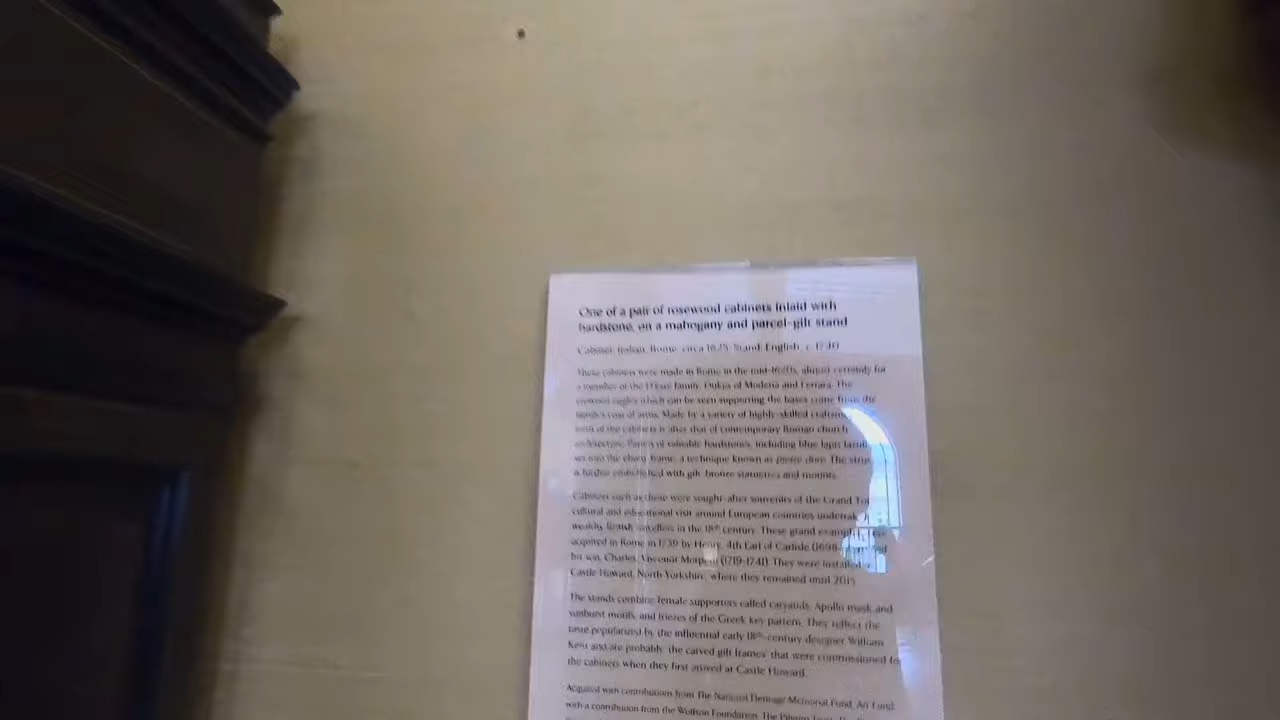 One of a pair of rosewood cabinets inlaid with
hardstone, on a mahogany and parcel-gilt stand
Cabinet: Italian, Rome, circa 1625; Stand: English, c. 1740
These cabinets were made in Rome in the mid- almost certainly for
a member of the family, Dukes of Modena and Ferrara. The
crowned eagles which can be seen supporting the bases come from the
coat of arms. Made by a variety of highly-skilled
form of the cabinets is after that of contemporary Roman church
architecture. Panels of valuable hardstones, including blue lapis
set into the ebony frame, a technique known as pietre dure. The
is further embellished with gilt-bronze statuettes and mounts.
Cabinets such as these were sought-after souvenirs of the Grand
cultural and educational visit around European countries
wealthy British travellers in the 18th century. These grand
acquired in Rome in 1739 by Henry, 4th Earl of Carlisle
his son, Charles, Viscount Morpeth (1719-1741). They were
Castle Howard, North Yorkshire, where they remained until 2015
The stands combine female supporters called caryatids, Apollo mask and
sunburst motifs, and friezes of the Greek key pattern. They reflect the
taste popularized by the influential early 18th-century designer William
Kent and are probably 'the carved gilt frames' that were commissioned for
the cabinets when they first arrived at Castle Howard.
Acquired with contribution from The National Heritage Memorial Fund, Art Fund
with a contribution from the Wolfson Foundation, The Pilgrim